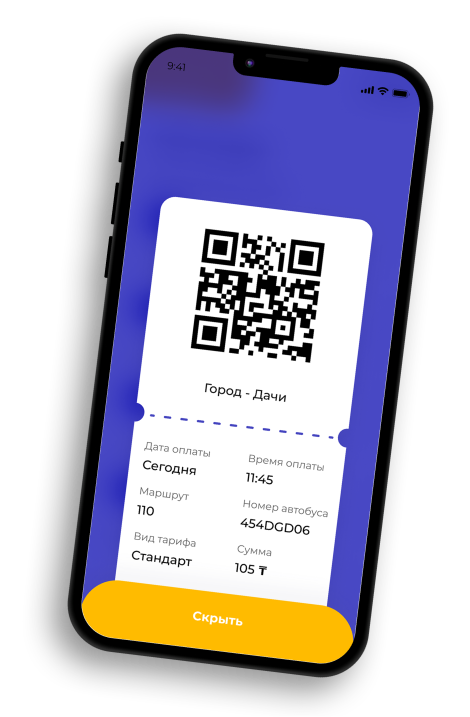 9:41
Город - Дачи
Дата оплаты
Сегодня
Время оплаты
11:45
Маршрут
110
Номер автобуса
454DGD06
Вид тарифа
Стандарт
Сумма
105 ₸
Скрыть